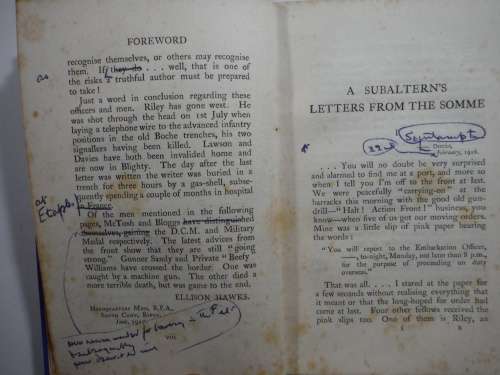 FOREWORD
recognise themselves, or others may recognise
them. If they do . . . well, that is one of
as
the risks a truthful author must be prepared
to take !
Just a word in conclusion regarding these
officers and men. Riley has gone west. He
was shot through the head on 1st July when
laying a telephone wire to the advanced infantry
positions in the old Boche trenches, his two
signallers having been killed. Lawson and
Davies have both been invalided home and
are now in Blighty. The day after the last
letter was written the writer was buried in a
trench for three hours by a gas-shell, subse-
quently spending a couple of months in hospital
at Etaples
in France.
Of the men mentioned in the following
pages, McTosh and Bloggs have distinguished
themselves, gaining the D.C.M. and Military
Medal respectively. The latest advices from
the front show that they are still "going
strong." Gunner Sandy and Private "Beefy"
Williams have crossed the border. One was
caught by a machine gun. The other died a
more terrible death, but was game to the end.
ELLISON HAWKS.
HEADQUARTERS MESS, R.F.A.
SOUTH CAMP, RIPON,
June, 1917.
for bravery
subsequently
VIII
A SUBALTERN'S
LETTERS FROM THE SOMME
Southampton
22nd
February, 1916.
. . . You will no doubt be very surprised
and alarmed to find me at a port, and more so
when I tell you I'm off to the front at last.
We were peacefully "carrying-on" at the
barracks this morning with the good old gun-
drill—"Halt ! Action Front !" business, you
know—when five of us got our moving orders.
Mine was a little slip of pink paper bearing
the words :
"You will report to the Embarkation Officer,
——, to-night, Monday, not later than 8 p.m.,
for the purpose of proceeding on duty
overseas."
That was all. . . . I stared at the paper for
a few seconds without realising everything that
it meant or that the long-hoped for order had
come at last. Four other fellows received the
pink slips too. One of them is Riley, an